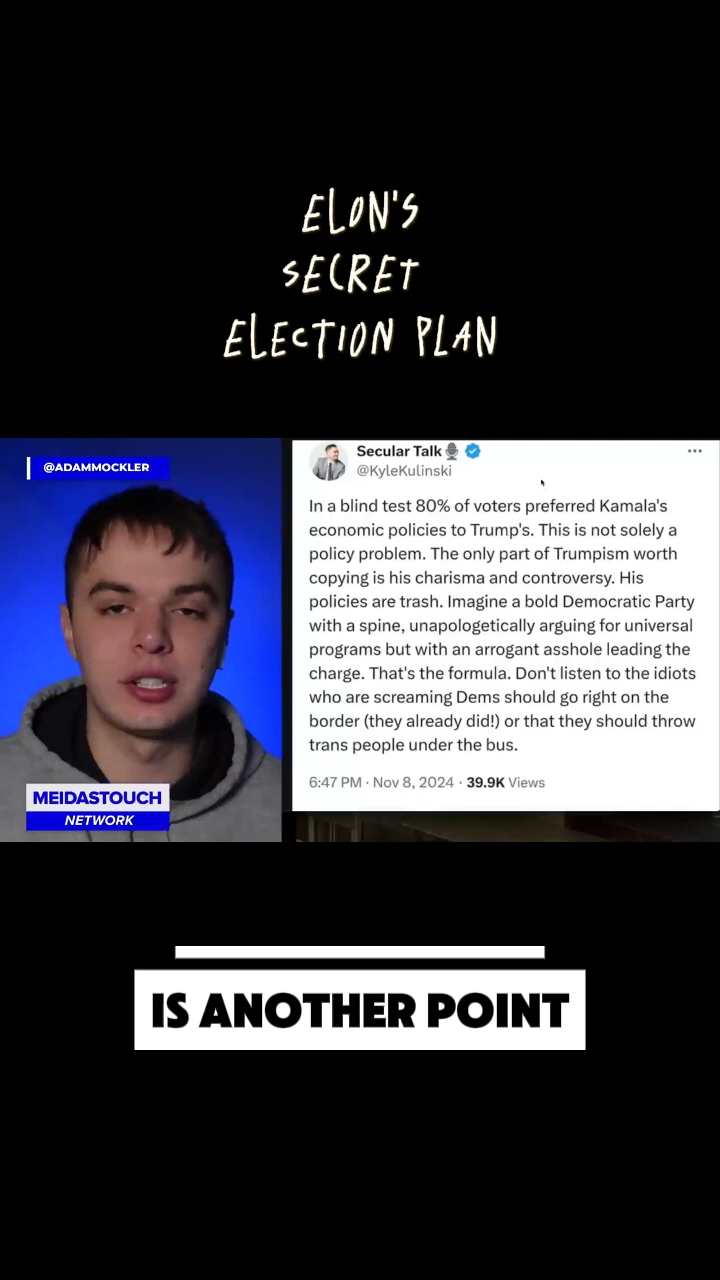 ELON'S
SECRET
ELECTION PLAN
@ADAMMOCKLER
MEIDASTOUCH
NETWORK
Secular Talk🎙️
@KyleKulinski
In a blind test 80% of voters preferred Kamala's
economic policies to Trump's. This is not solely a
policy problem. The only part of Trumpism worth
copying is his charisma and controversy. His
policies are trash. Imagine a bold Democratic Party
with a spine, unapologetically arguing for universal
programs but with an arrogant asshole leading the
charge. That's the formula. Don't listen to the idiots
who are screaming Dems should go right on the
border (they already did!) or that they should throw
trans people under the bus.
6:47 PM · Nov 8, 2024 · 39.9K Views
IS ANOTHER POINT